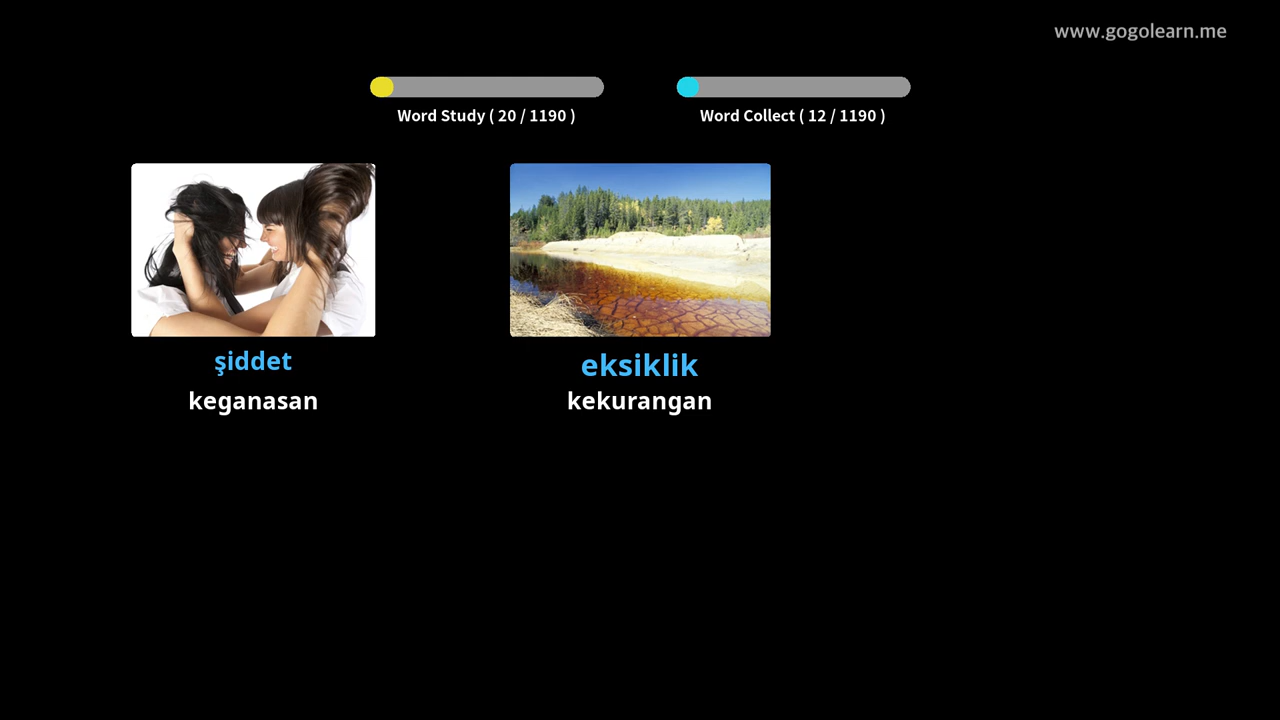 www.gogolearn.me
Word Study ( 20 / 1190 )
Word Collect ( 12 / 1190 )
şiddet
keganasan
eksiklik
kekurangan